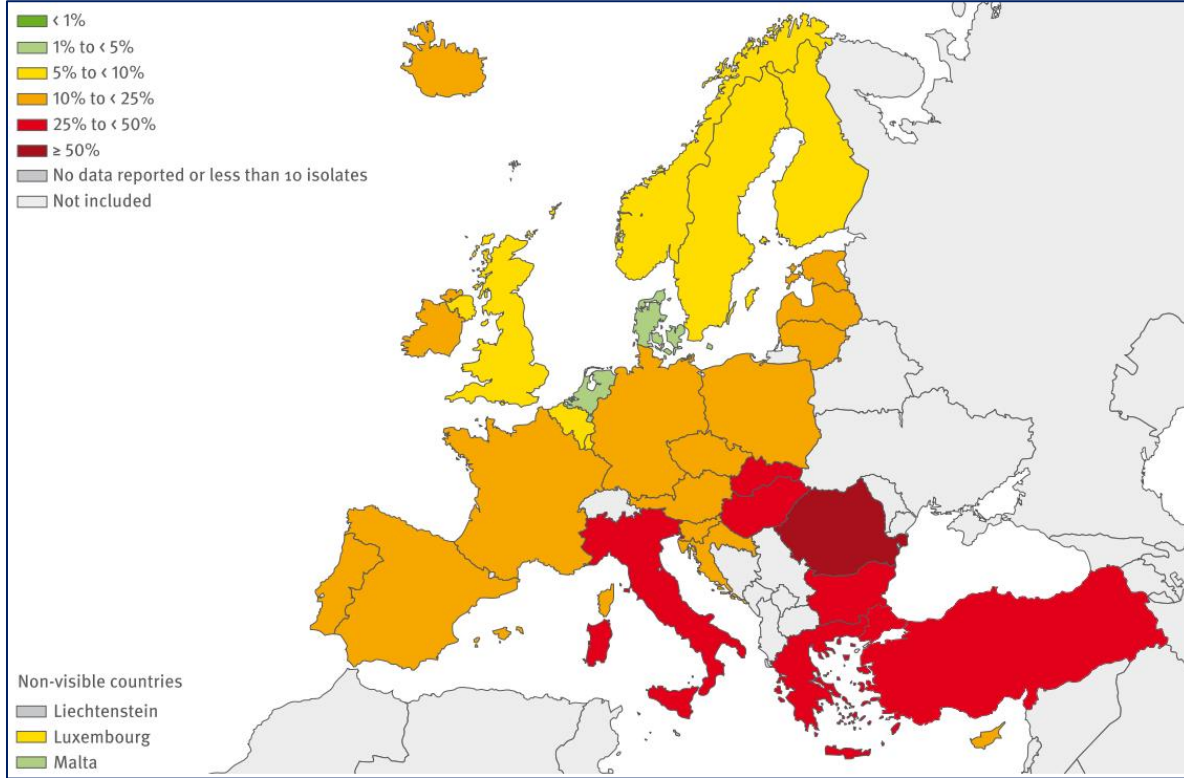 < 1%
1% to < 5%
5% to < 10%
10% to < 25%
25% to < 50%
≥ 50%
No data reported or less than 10 isolates
Not included
Non-visible countries
Liechtenstein
Luxembourg
Malta